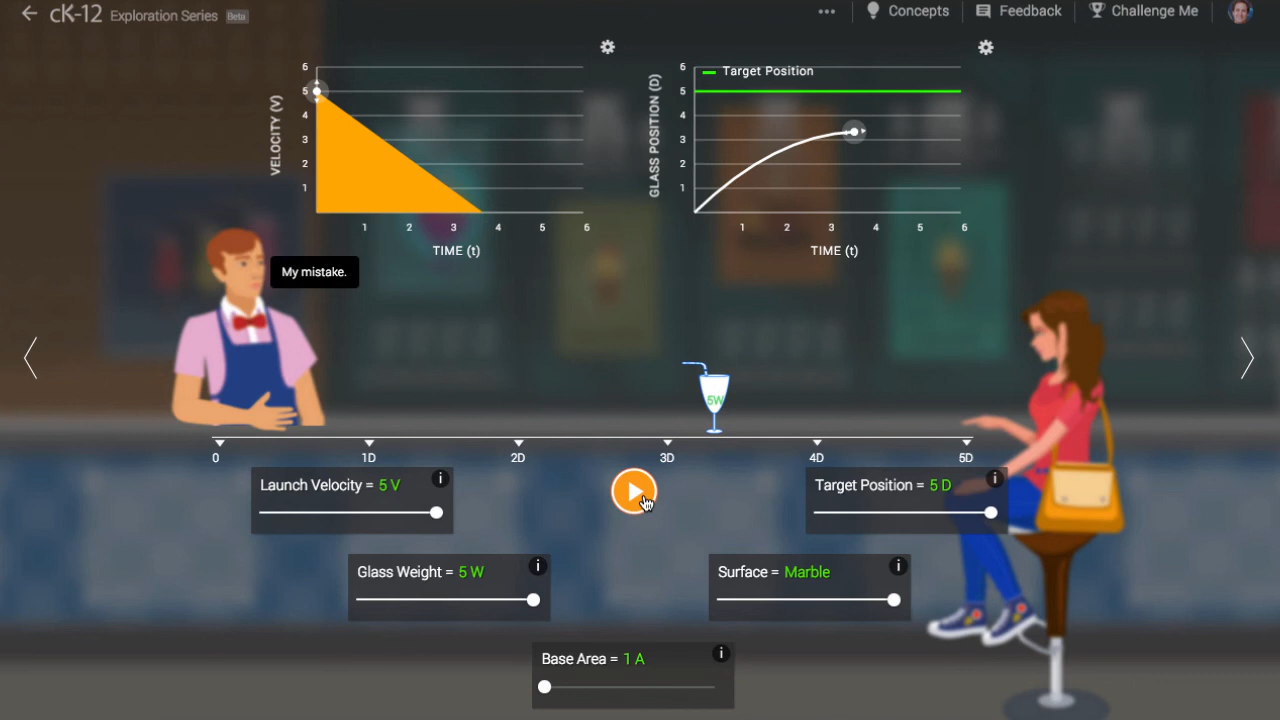 cK-12 Exploration Series Beta
••• Concepts Feedback Challenge Me
VELOCITY (V)
6
5
4
3
2
1
1 2 3 4 5 6
TIME (t)
GLASS POSITION (D)
Target Position
6
5
4
3
2
1
1 2 3 4 5 6
TIME (t)
My mistake.
5W
0 1D 2D 3D 4D 5D
Launch Velocity = 5 V i
Target Position = 5 D i
Glass Weight = 5 W i
Surface = Marble i
Base Area = 1 A i